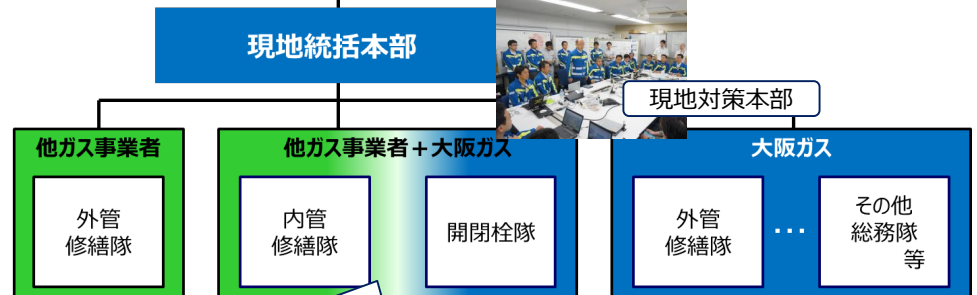 現地統括本部
現地対策本部
他ガス事業者
外管
修繕隊
他ガス事業者＋大阪ガス
内管
修繕隊
開閉栓隊
大阪ガス
外管
修繕隊
…
その他
総務隊
等